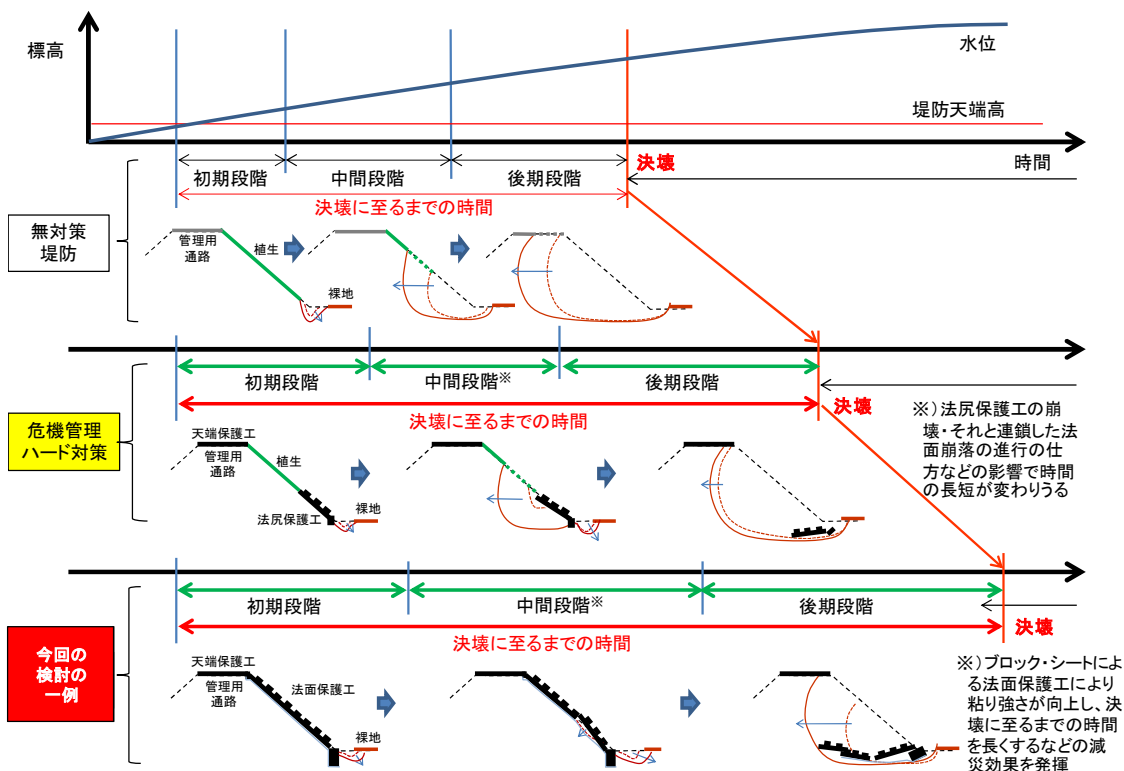 標高
水位
堤防天端高
時間
決壊
初期段階
中間段階
後期段階
決壊に至るまでの時間
無対策
堤防
管理用
通路
植生
裸地
初期段階
中間段階※
後期段階
決壊に至るまでの時間
決壊
危機管理
ハード対策
天端保護工
管理用
通路
植生
法尻保護工
裸地
※)法尻保護工の崩
壊・それと連鎖した法
面崩落の進行の仕
方などの影響で時間
の長短が変わりうる
初期段階
中間段階※
後期段階
決壊に至るまでの時間
決壊
今回の
検討の
一例
天端保護工
管理用
通路
法面保護工
裸地
※)ブロック・シートによ
る法面保護工により
粘り強さが向上し、決
壊に至るまでの時間
を長くするなどの減
災効果を発揮